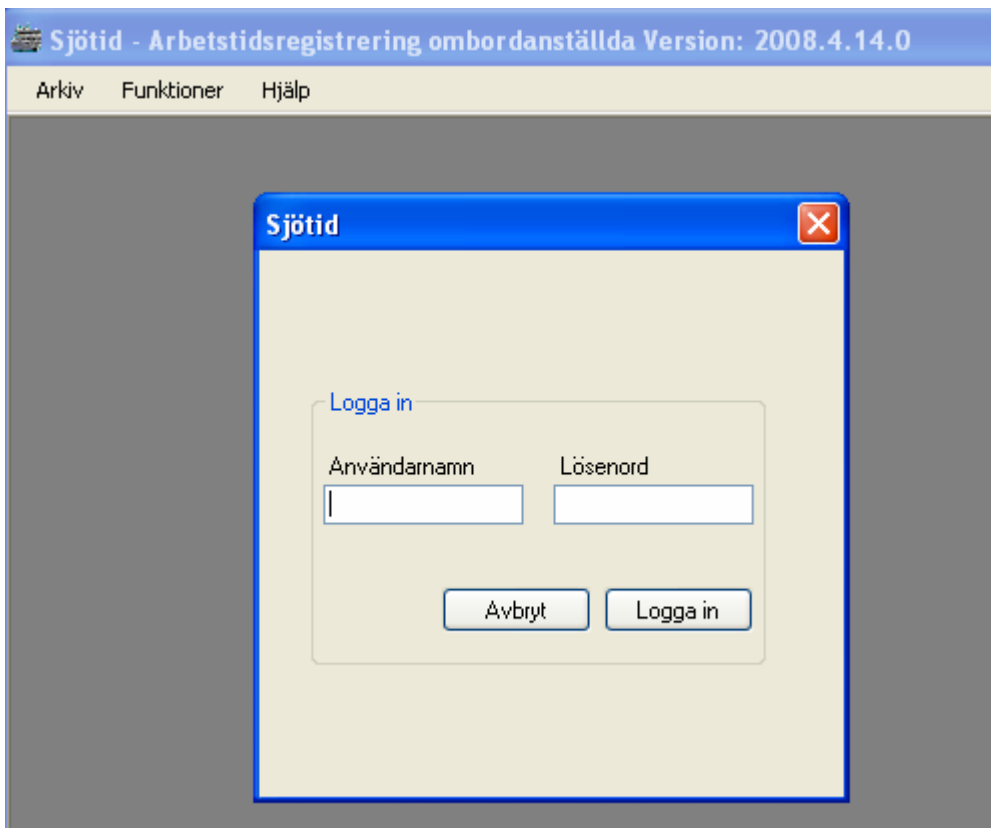 Sjötid - Arbetstidsregistrering ombordanställda Version: 2008.4.14.0
Arkiv Funktioner Hjälp
Sjötid
Logga in
Användarnamn Lösenord
Avbryt Logga in